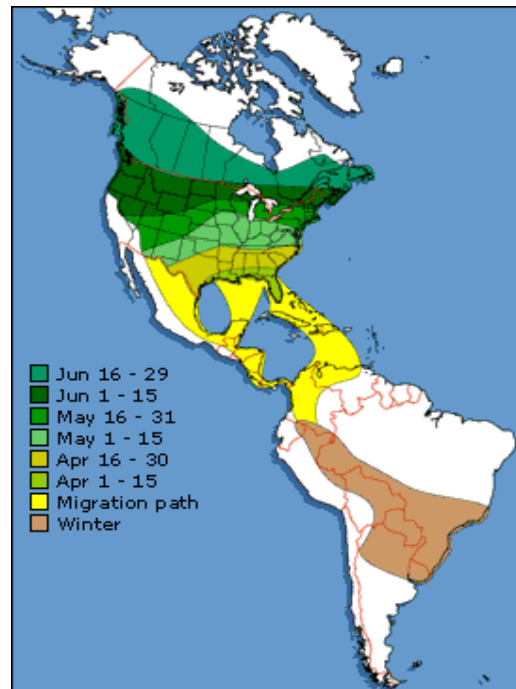 Jun 16 - 29
Jun 1 - 15
May 16 - 31
May 1 - 15
Apr 16 - 30
Apr 1 - 15
Migration path
Winter